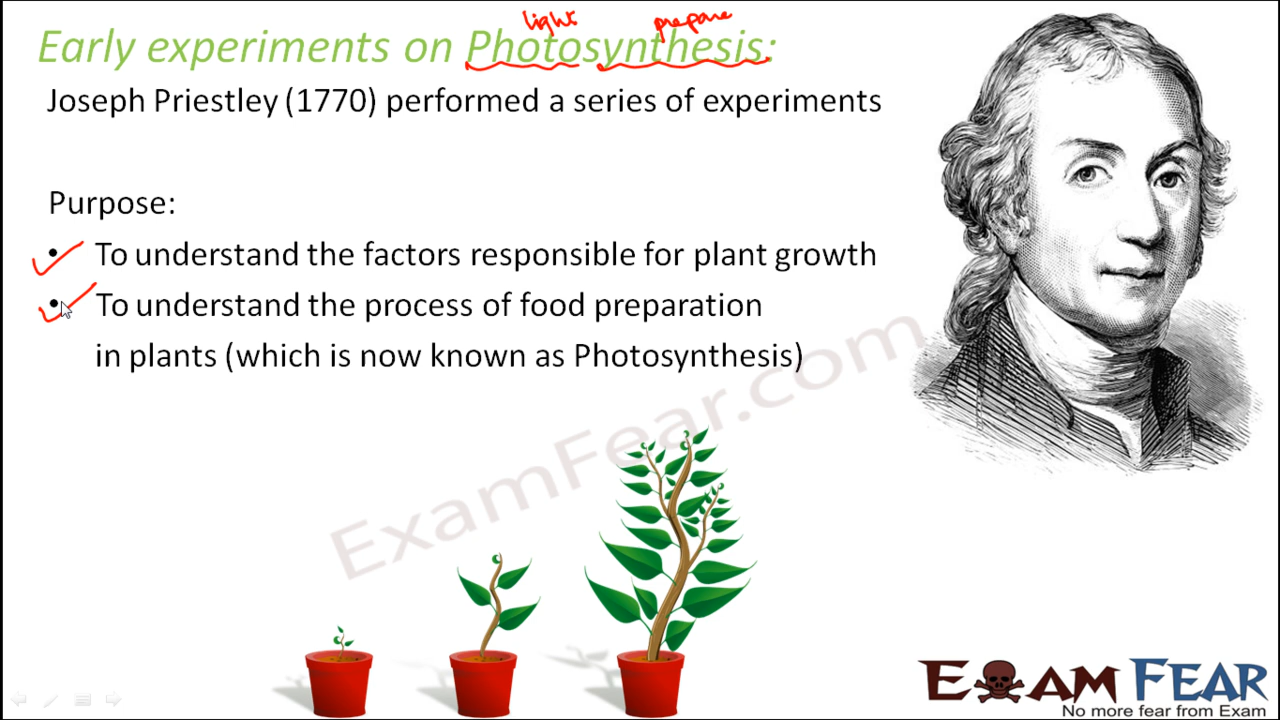 light prepare
Early experiments on Photosynthesis:
Joseph Priestley (1770) performed a series of experiments
Purpose:
• To understand the factors responsible for plant growth
• To understand the process of food preparation
in plants (which is now known as Photosynthesis)
ExamFear.com
EXAM FEAR
No more fear from Exam